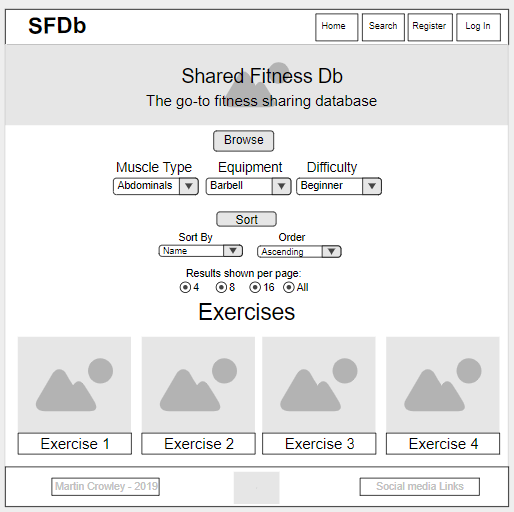 SFDb
Home Search Register Log In
Shared Fitness Db
The go-to fitness sharing database
Browse
Muscle Type Equipment Difficulty
Abdominals Barbell Beginner
Sort
Sort By Order
Name Ascending
Results shown per page:
4 8 16 All
Exercises
Exercise 1 Exercise 2 Exercise 3 Exercise 4
Martin Crowley - 2019 Social media Links